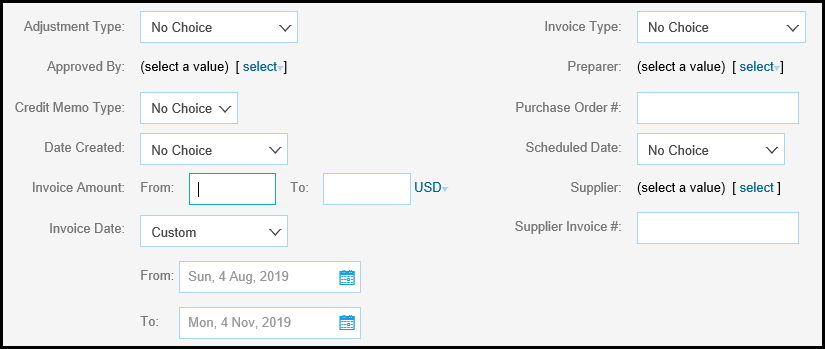 Adjustment Type: No Choice Invoice Type: No Choice
Approved By: (select a value) [ select ] Preparer: (select a value) [ select ]
Credit Memo Type: No Choice Purchase Order #:
Date Created: No Choice Scheduled Date: No Choice
Invoice Amount: From: To: USD Supplier: (select a value) [ select ]
Invoice Date: Custom Supplier Invoice #:
From: Sun, 4 Aug, 2019
To: Mon, 4 Nov, 2019